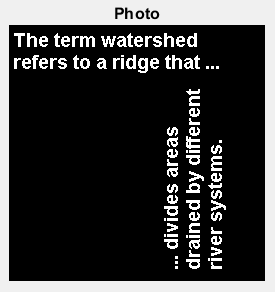 Photo
The term watershed
refers to a ridge that ...
... divides areas
drained by different
river systems.